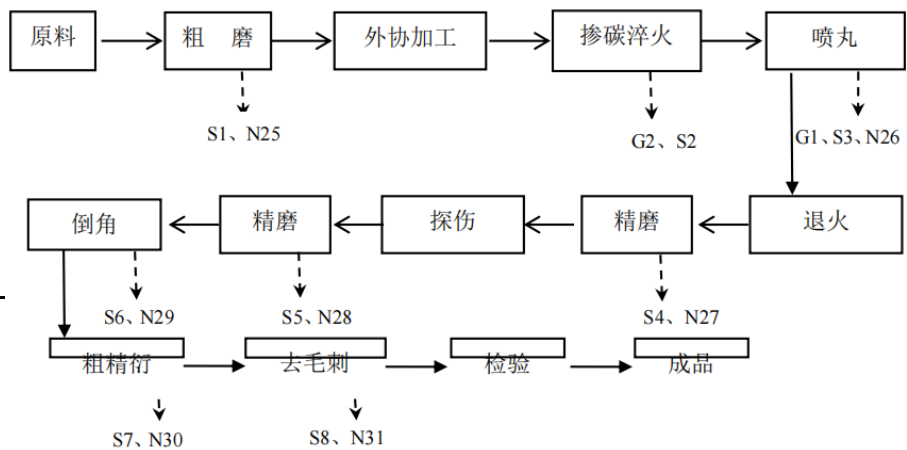 原料 粗 磨 外协加工 掺碳淬火 喷丸
S1、N25 G2、S2 G1、S3、N26
倒角 精磨 探伤 精磨 退火
S6、N29 S5、N28 S4、N27
粗精衍 去毛刺 检验 成品
S7、N30 S8、N31